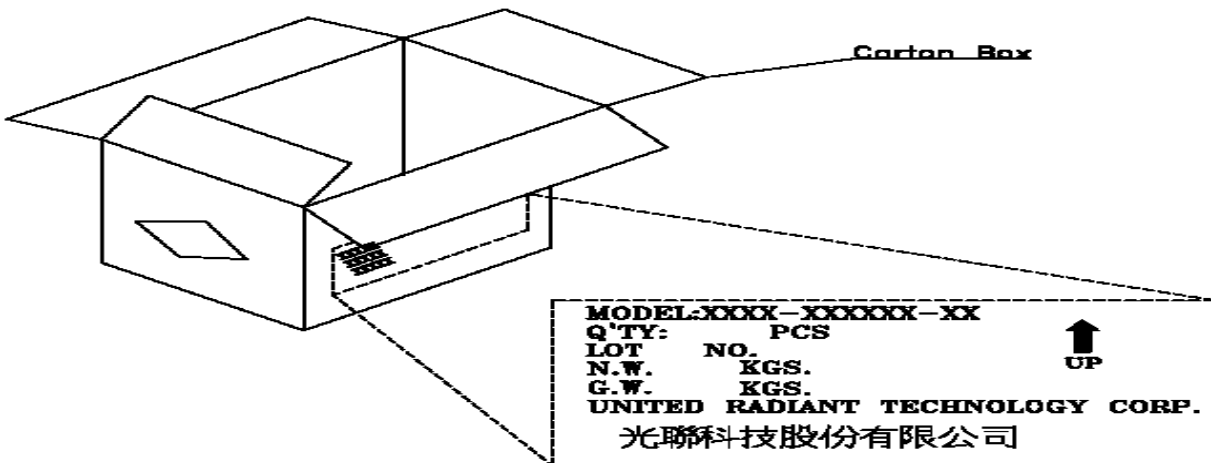 Carton Box
MODEL:XXXX-XXXXXX-XX
Q'TY: PCS
LOT NO.
N.W. KGS.
G.W. KGS.
UP
UNITED RADIANT TECHNOLOGY CORP.
光聯科技股份有限公司